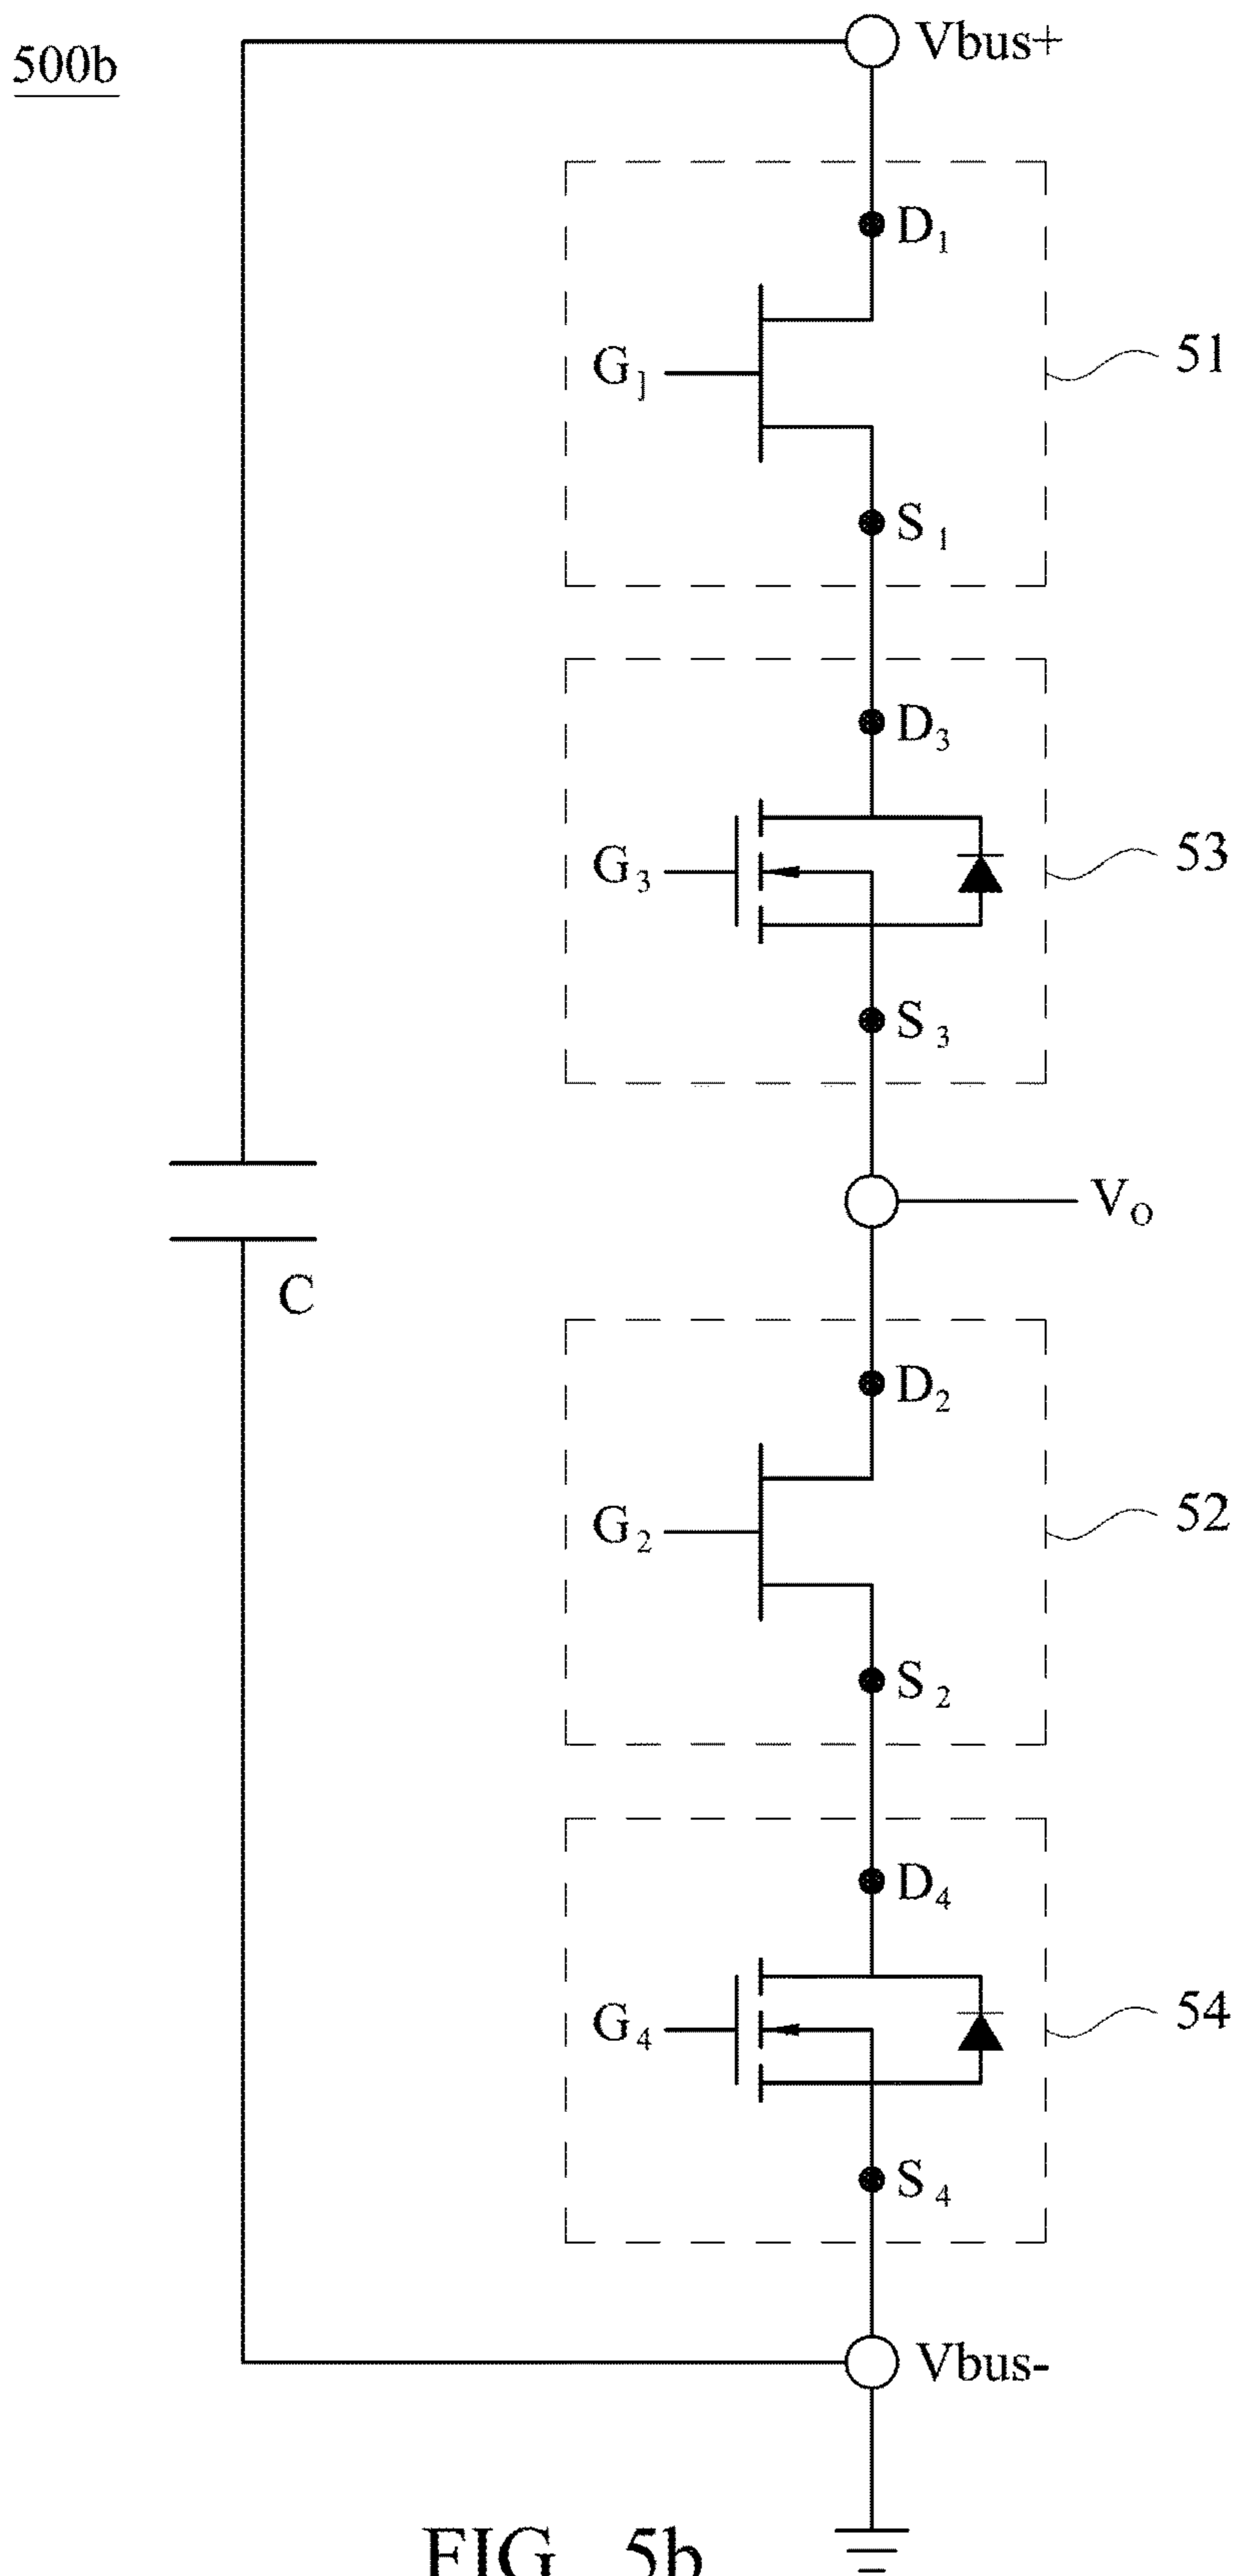 500b
Vbus+
D1
G1
51
S1
D3
G3
53
S3
VO
C
D2
G2
52
S2
D4
G4
54
S4
Vbus-
FIG. 5b